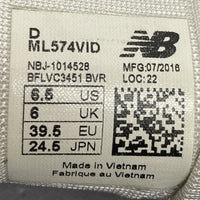 D
ML574VID
NB
NBJ-1014528
MFG:07/2016
BFLVC3451 BVR
LOC: 22
6.5 US
6 UK
39.5 EU
24.5 JPN
Made in Vietnam
Fabriqué au Vietnam